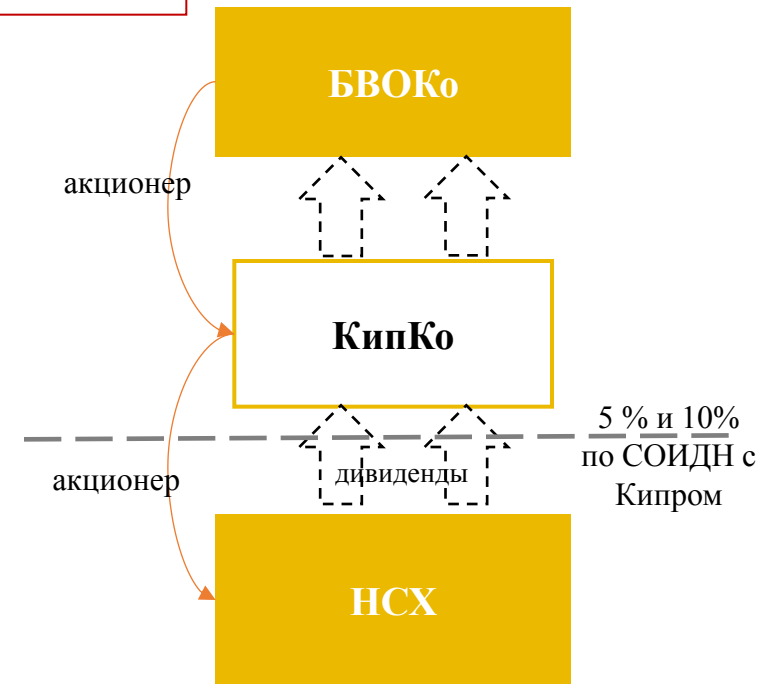 БВОКо
акционер
КипКо
5 % и 10%
по СОИДН с
Кипром
акционер
дивиденды
НСХ